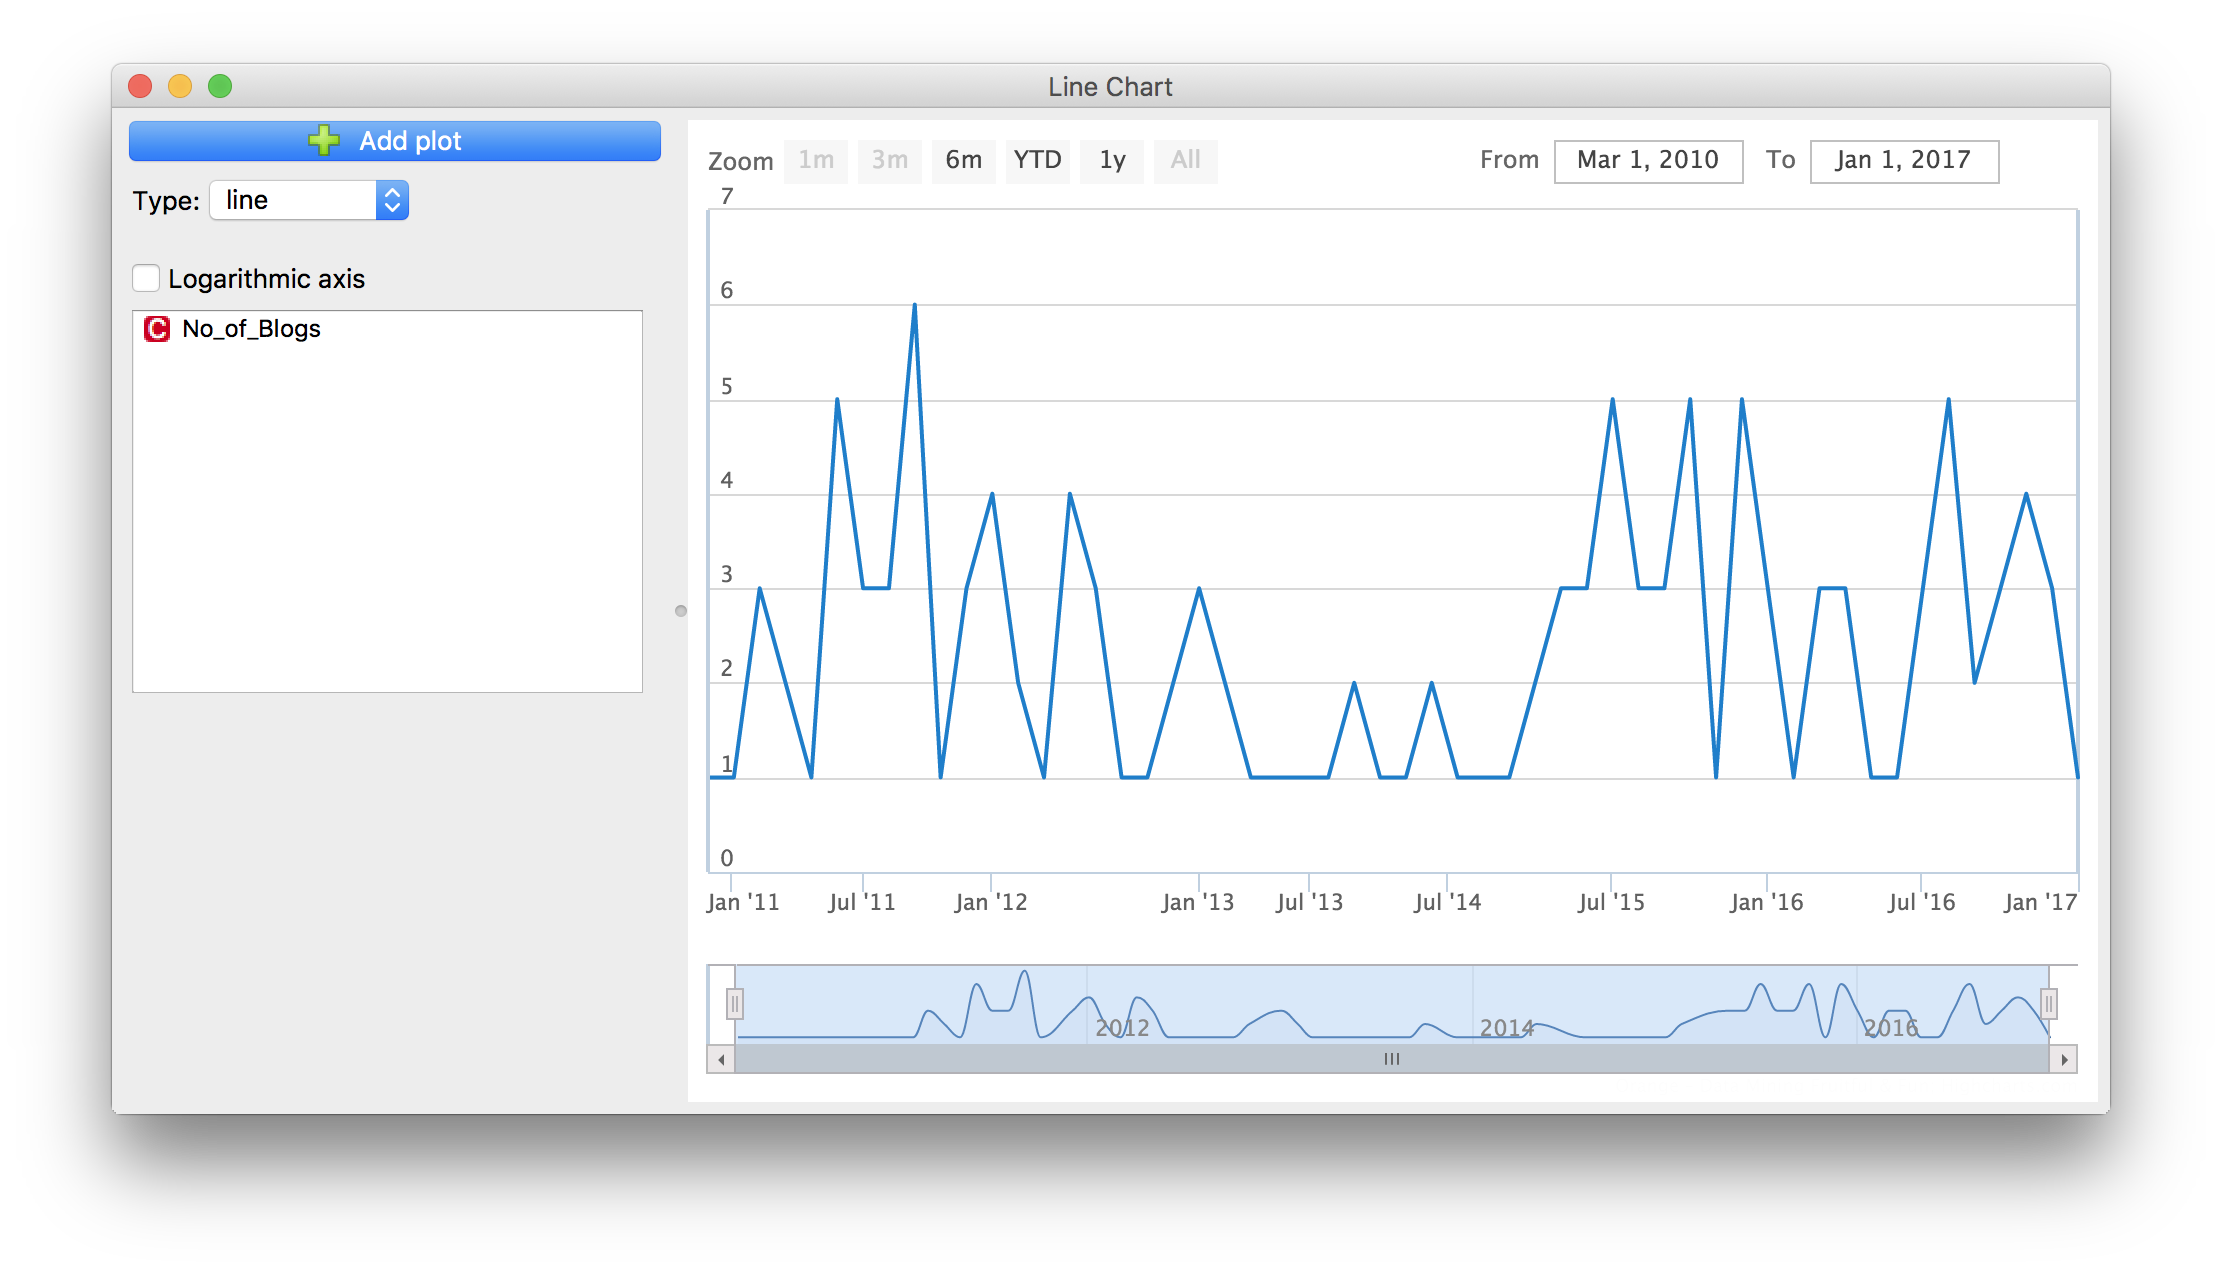 Line Chart
Add plot
Type: line
Logarithmic axis
C No_of_Blogs
Zoom 1m 3m 6m YTD 1y All From Mar 1, 2010 To Jan 1, 2017
7
6
5
4
3
2
1
0
Jan '11 Jul '11 Jan '12 Jan '13 Jul '13 Jul '14 Jul '15 Jan '16 Jul '16 Jan '17
2012 2014 2016